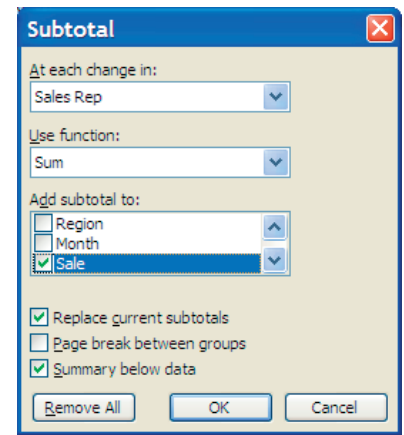 Subtotal
At each change in:
Sales Rep
Use function:
Sum
Add subtotal to:
Region
Month
Sale
Replace current subtotals
Page break between groups
Summary below data
Remove All OK Cancel